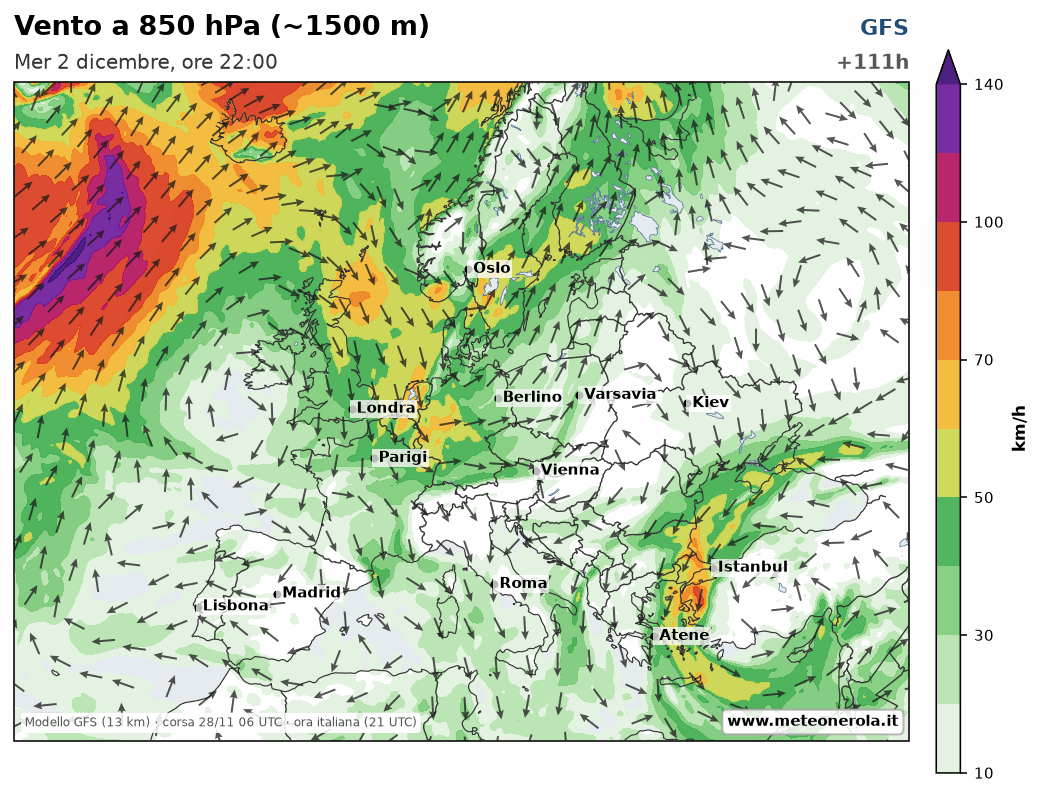 Vento a 850 hPa (~1500 m)
GFS
Mer 2 dicembre, ore 22:00
+111h
140
100
70
50
30
10
km/h
Oslo
Londra
Berlino
Varsavia
Kiev
Parigi
Vienna
Istanbul
Roma
Madrid
Lisbona
Atene
Modello GFS (13 km) · corsa 28/11 06 UTC · ora italiana (21 UTC)
www.meteonerola.it